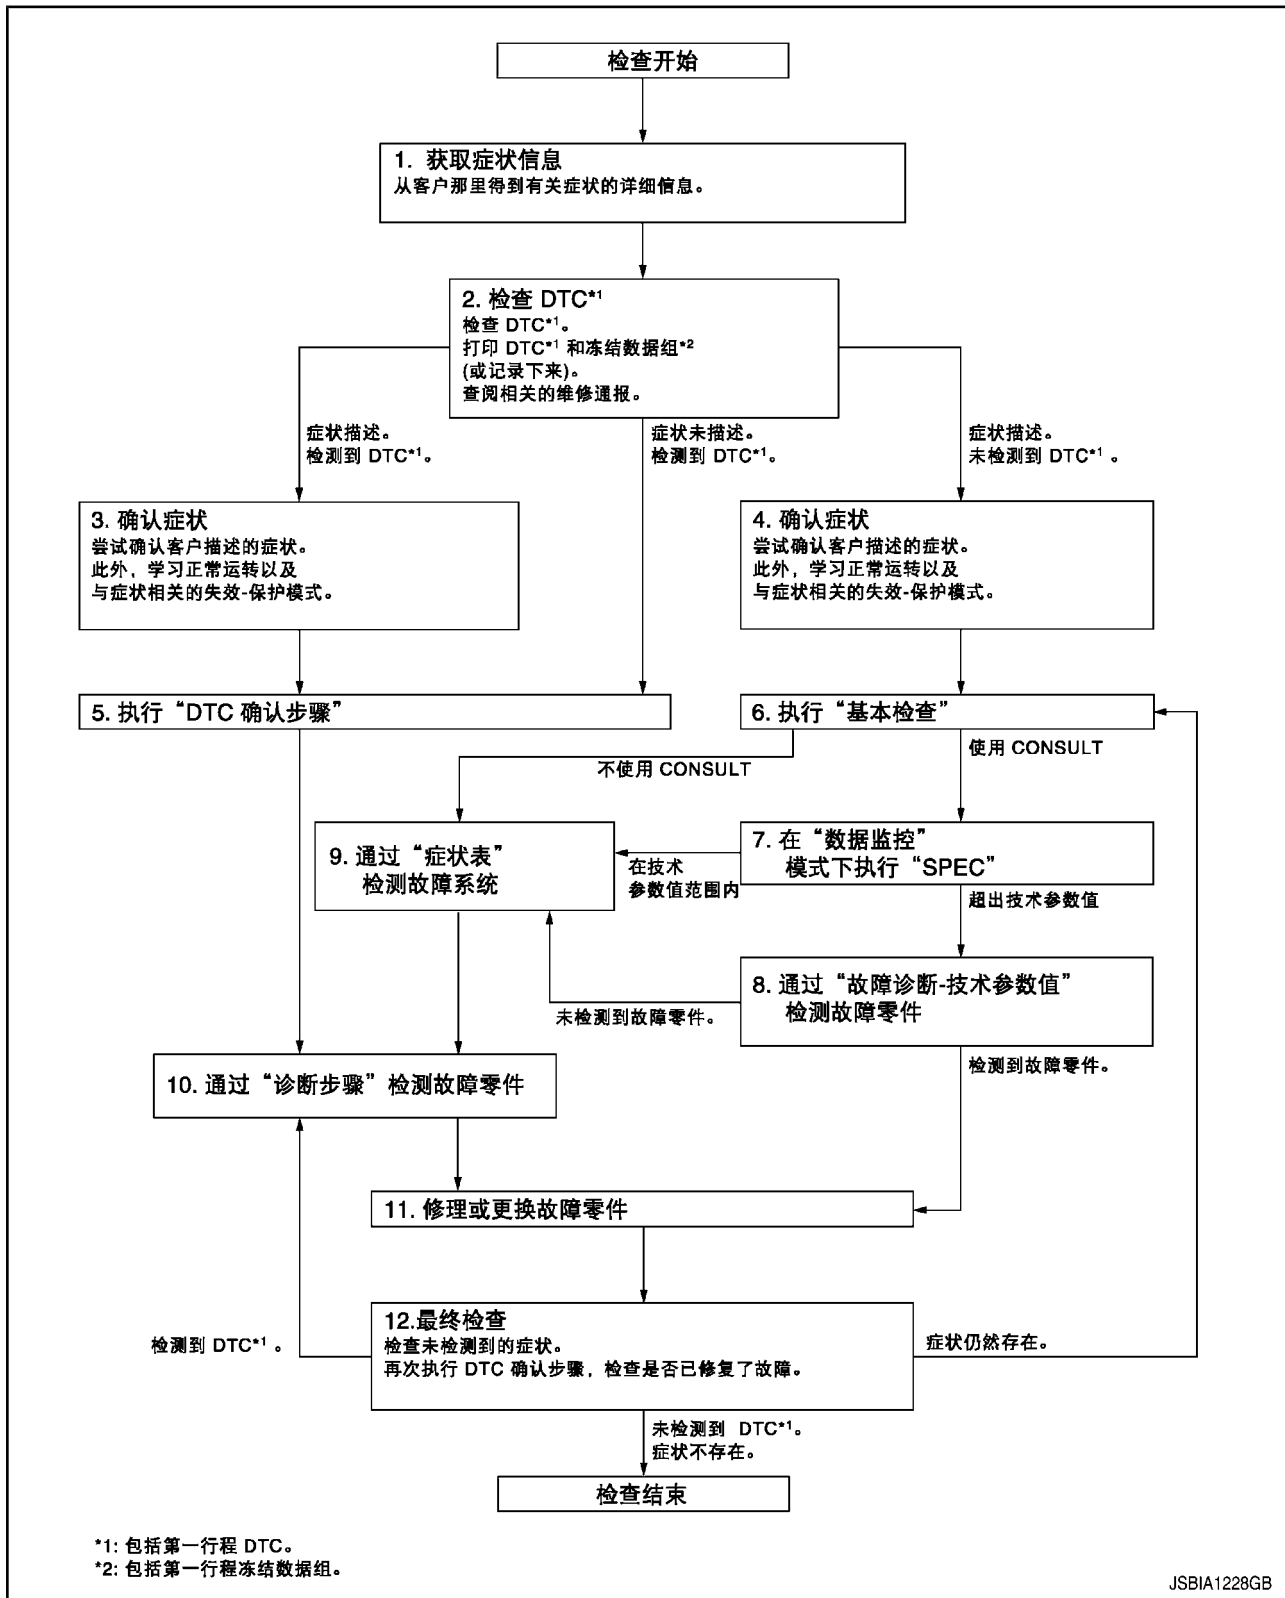 检查开始
1. 获取症状信息
从客户那里得到有关症状的详细信息。
2. 检查 DTC*1
检查 DTC*1。
打印 DTC*1 和冻结数据组*2
(或记录下来)。
查阅相关的维修通报。
症状描述。
检测到 DTC*1。
症状未描述。
检测到 DTC*1。
症状描述。
未检测到 DTC*1 。
3. 确认症状
尝试确认客户描述的症状。
此外，学习正常运转以及
与症状相关的失效-保护模式。
4. 确认症状
尝试确认客户描述的症状。
此外，学习正常运转以及
与症状相关的失效-保护模式。
5. 执行“DTC 确认步骤”
6. 执行“基本检查”
不使用 CONSULT
使用 CONSULT
7. 在“数据监控”
模式下执行“SPEC”
在技术
参数值范围内
超出技术参数值
9. 通过“症状表”
检测故障系统
8. 通过“故障诊断-技术参数值”
检测故障零件
未检测到故障零件。
检测到故障零件。
10. 通过“诊断步骤”检测故障零件
11. 修理或更换故障零件
12.最终检查
检查未检测到的症状。
再次执行 DTC 确认步骤，检查是否已修复了故障。
检测到 DTC*1 。
症状仍然存在。
未检测到 DTC*1。
症状不存在。
检查结束
*1: 包括第一行程 DTC。
*2: 包括第一行程冻结数据组。
JSBIA1228GB